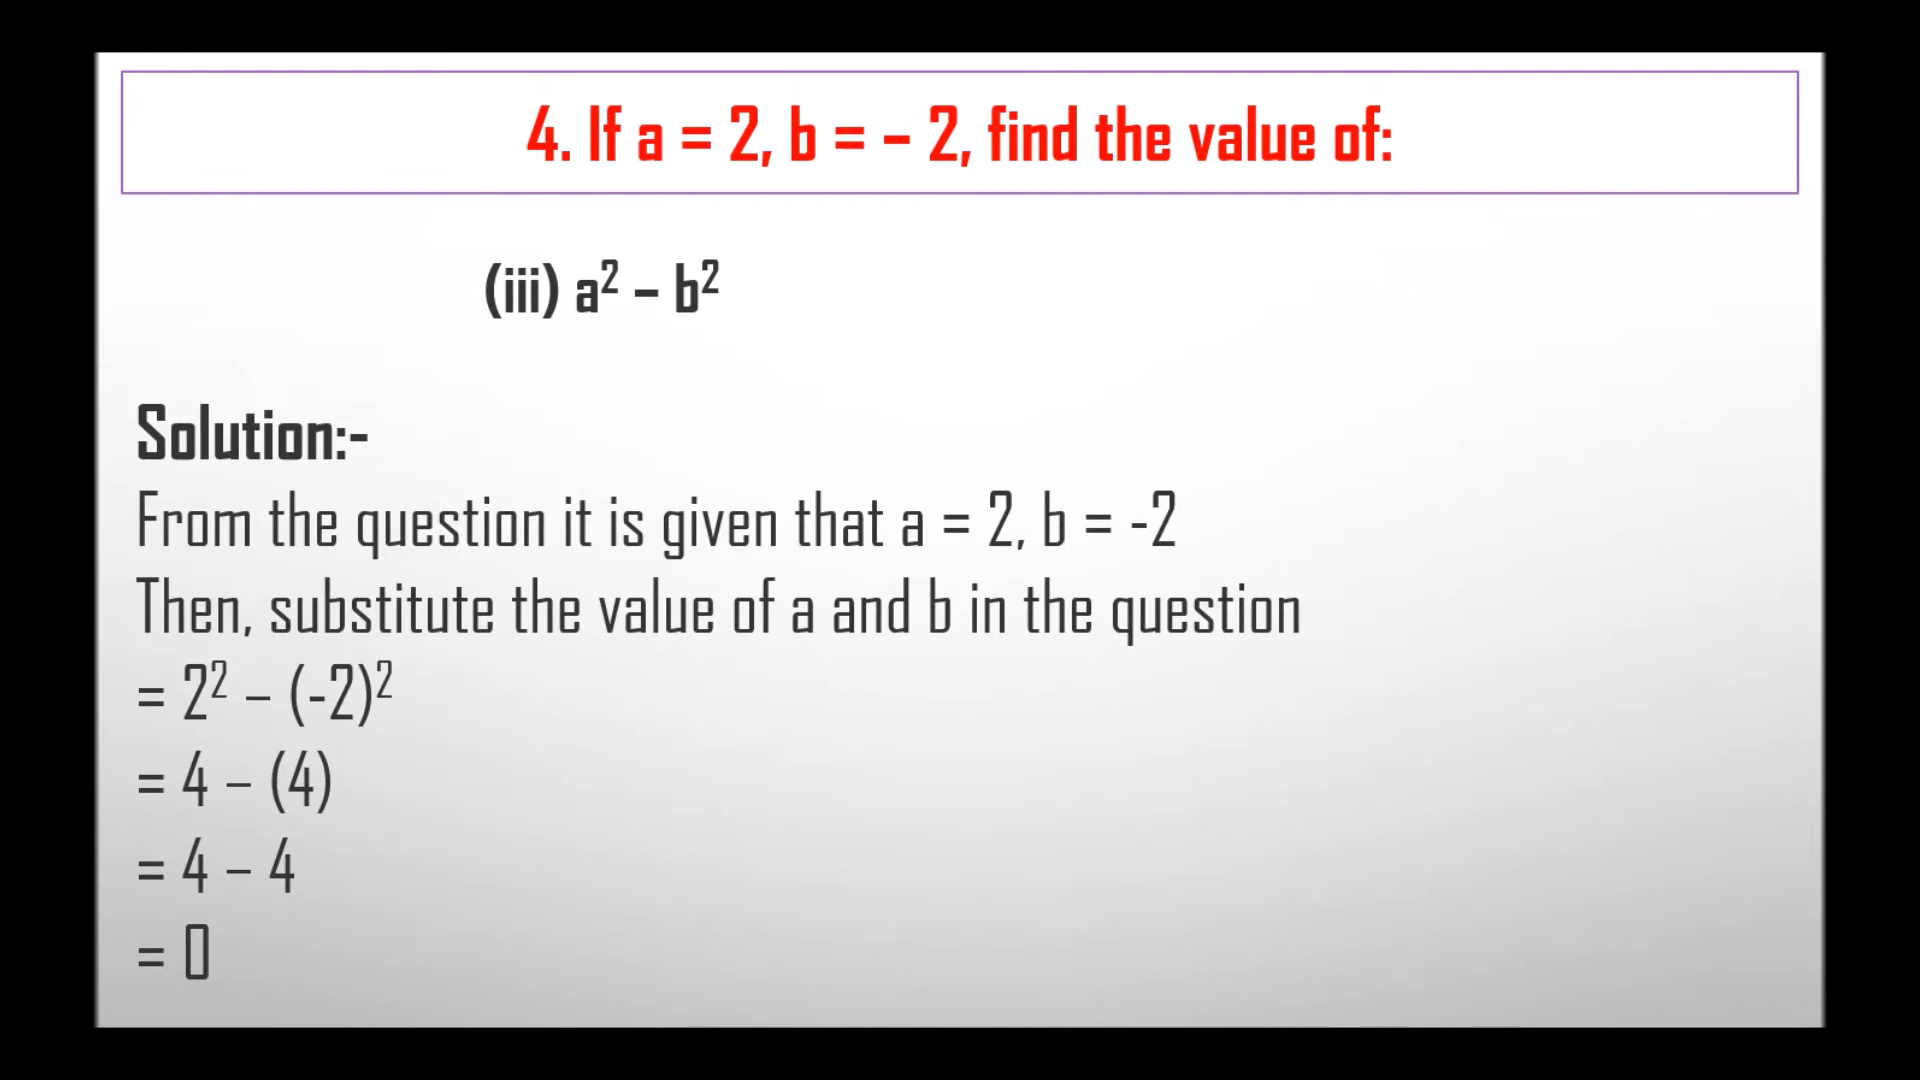 4. If a = 2, b = – 2, find the value of:
(iii) a² – b²
Solution:-
From the question it is given that a = 2, b = -2
Then, substitute the value of a and b in the question
= 2² – (-2)²
= 4 – (4)
= 4 – 4
= 0